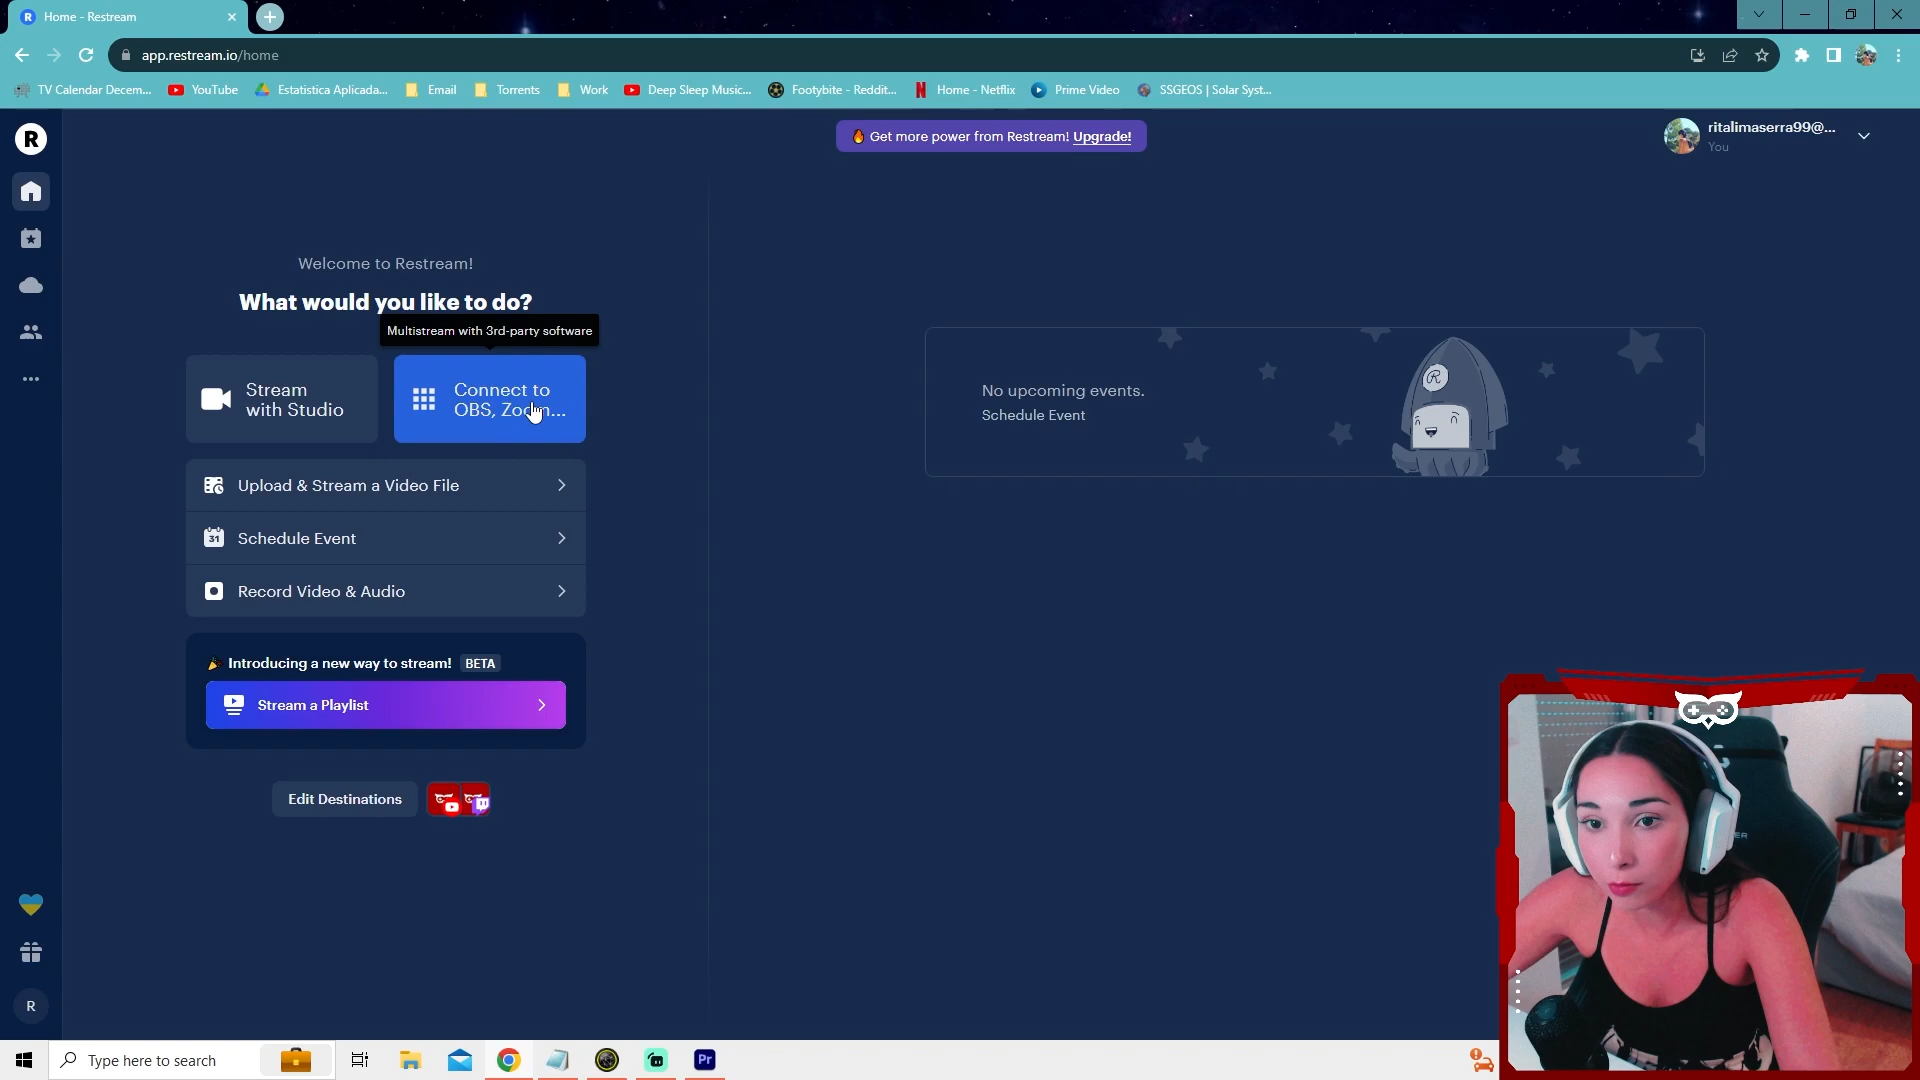 Home - Restream
app.restream.io/home
TV Calendar Decem...
YouTube
Estatistica Aplicada...
Email
Torrents
Work
Deep Sleep Music...
Footybite - Reddit...
Home - Netflix
Prime Video
SSGEOS | Solar Syst...
R
Get more power from Restream! Upgrade!
ritalimaserra99@...
You
Welcome to Restream!
What would you like to do?
Multistream with 3rd-party software
Stream
with Studio
Connect to
OBS, Zoom...
No upcoming events.
Schedule Event
Upload & Stream a Video File
31
Schedule Event
Record Video & Audio
Introducing a new way to stream! BETA
Stream a Playlist
Edit Destinations
R
Type here to search
Pr